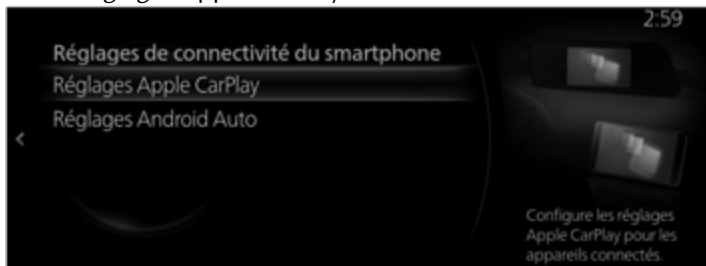 2:59
Réglages de connectivité du smartphone
Réglages Apple CarPlay
Réglages Android Auto
Configure les réglages
Apple CarPlay pour les
appareils connectés.